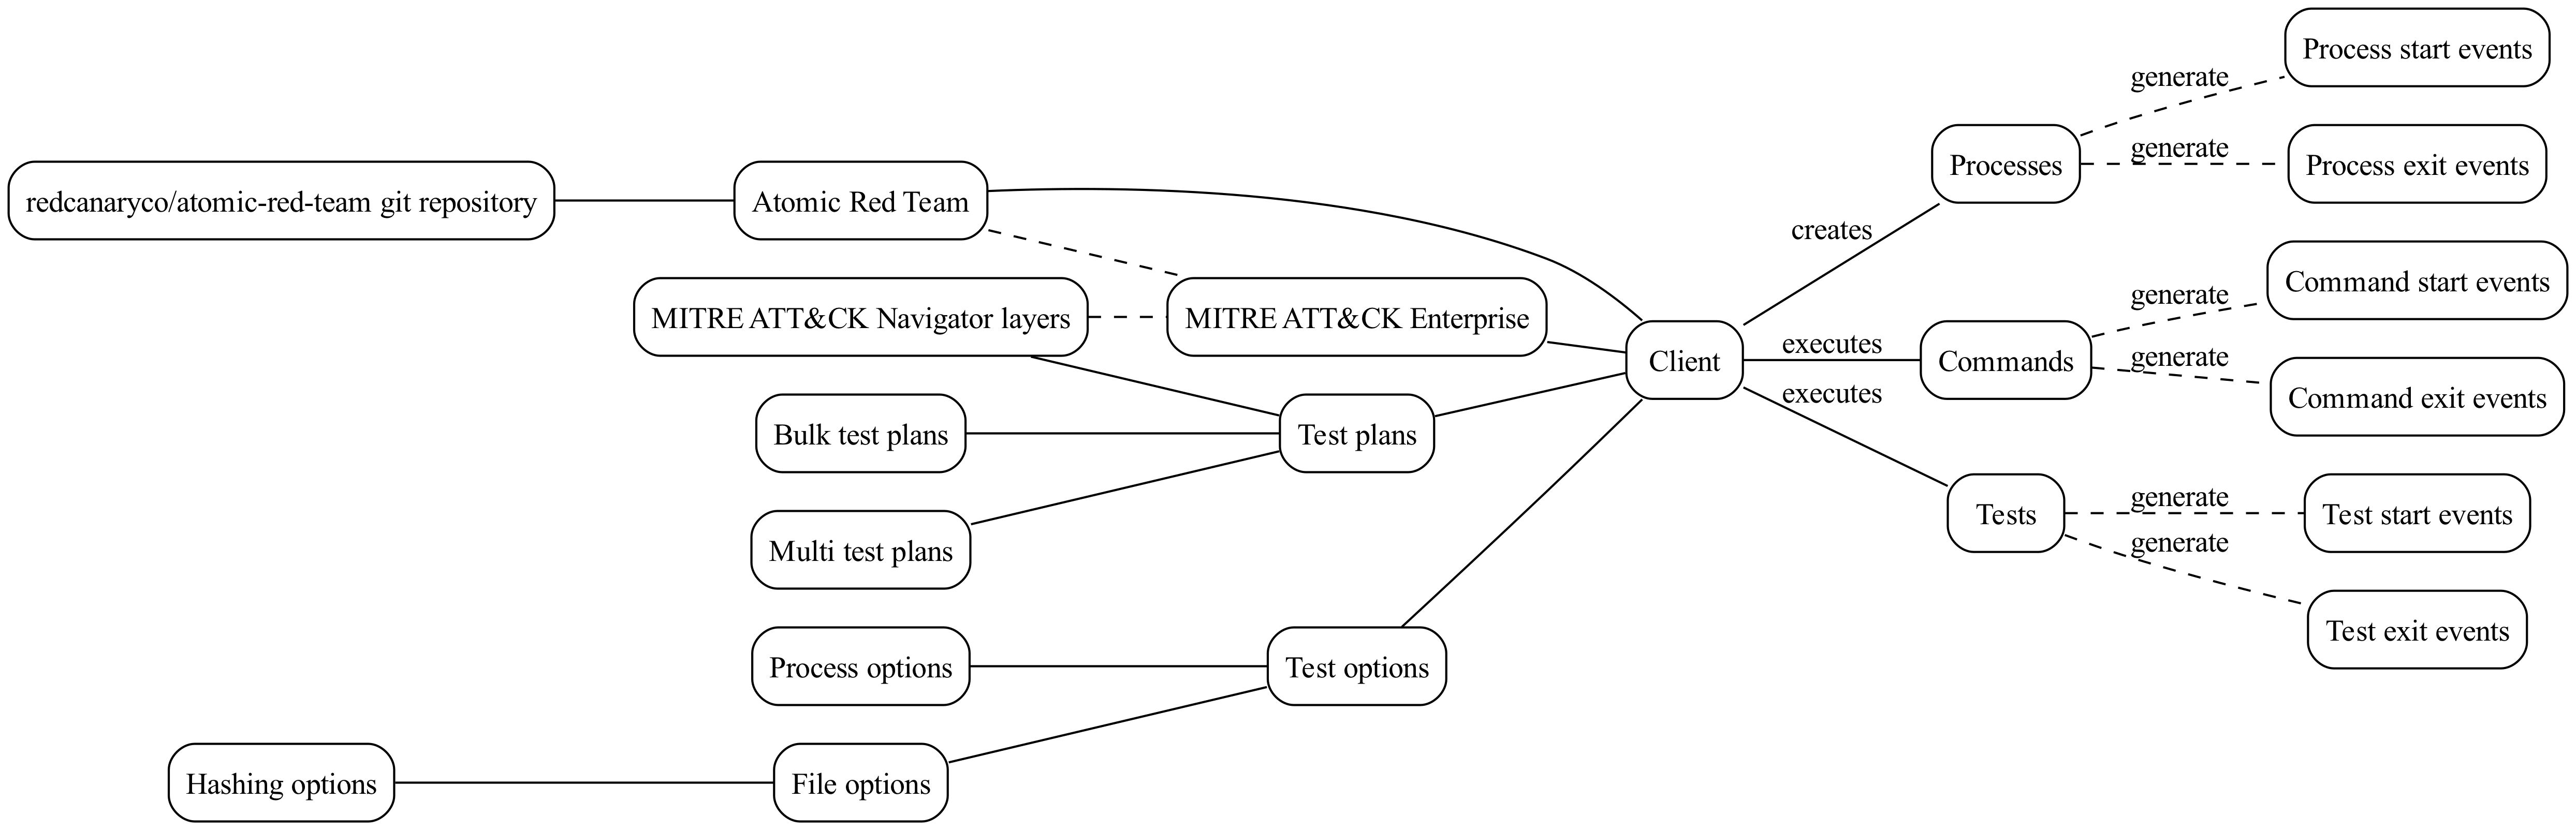 Process start events
generate
Processes
generate
Process exit events
redcanaryco/atomic-red-team git repository
Atomic Red Team
creates
MITRE ATT&CK Navigator layers
MITRE ATT&CK Enterprise
Client
executes
Commands
generate
Command start events
generate
Command exit events
executes
Bulk test plans
Test plans
Multi test plans
Tests
generate
Test start events
generate
Test exit events
Process options
Test options
Hashing options
File options